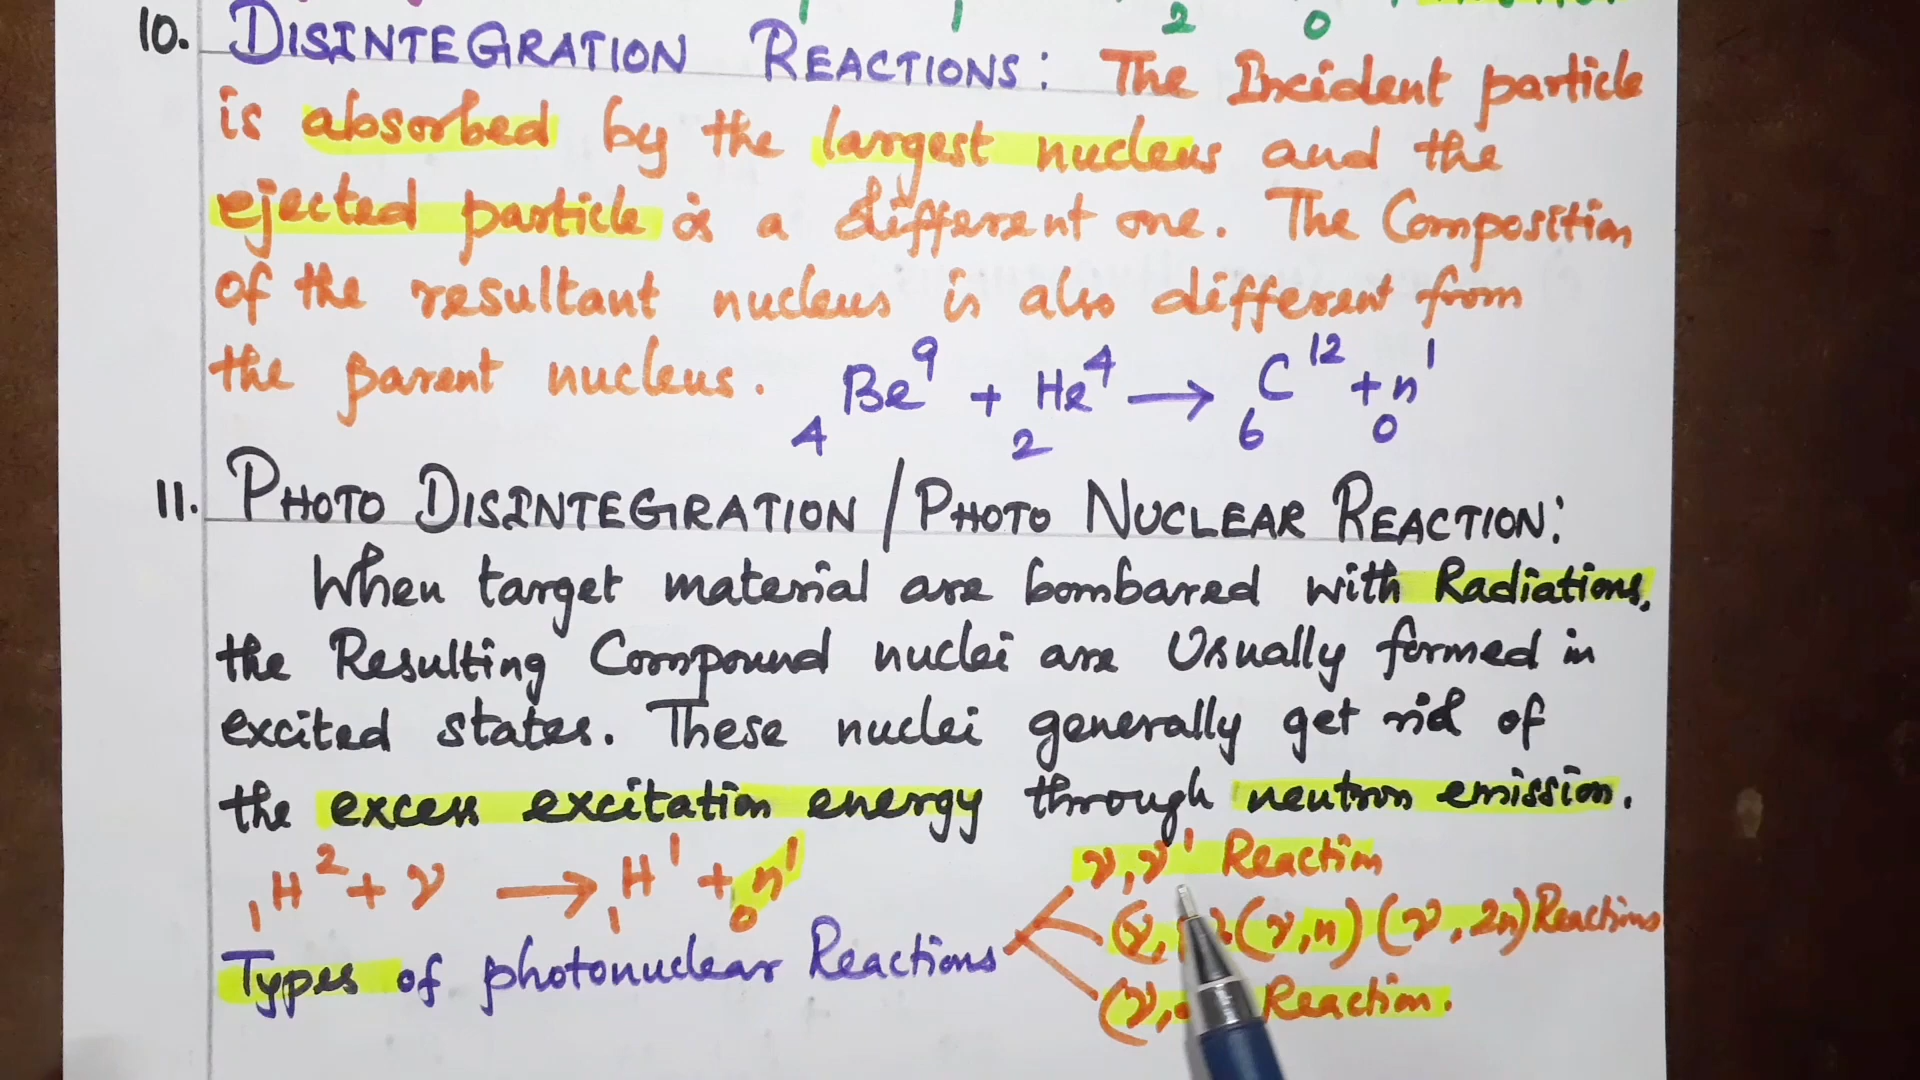 10. DISINTEGRATION REACTIONS: The Incident particle
is absorbed by the largest nucleus and the
ejected particle is a different one. The Composition
of the resultant nucleus is also different from
the parent nucleus. ₄Be⁹ + ₂He⁴ → ₆C¹² + ₀n¹
11. PHOTO DISINTEGRATION / PHOTO NUCLEAR REACTION:
When target material are bombared with Radiations,
the Resulting Compound nuclei are Usually formed in
excited states. These nuclei generally get rid of
the excess excitation energy through neutron emission.
₁H² + γ → ₁H¹ + ₀n¹
γ,γ' Reaction
(γ, (γ,n) (γ,2n) Reactions
Types of photonuclear Reactions
(γ, Reaction.